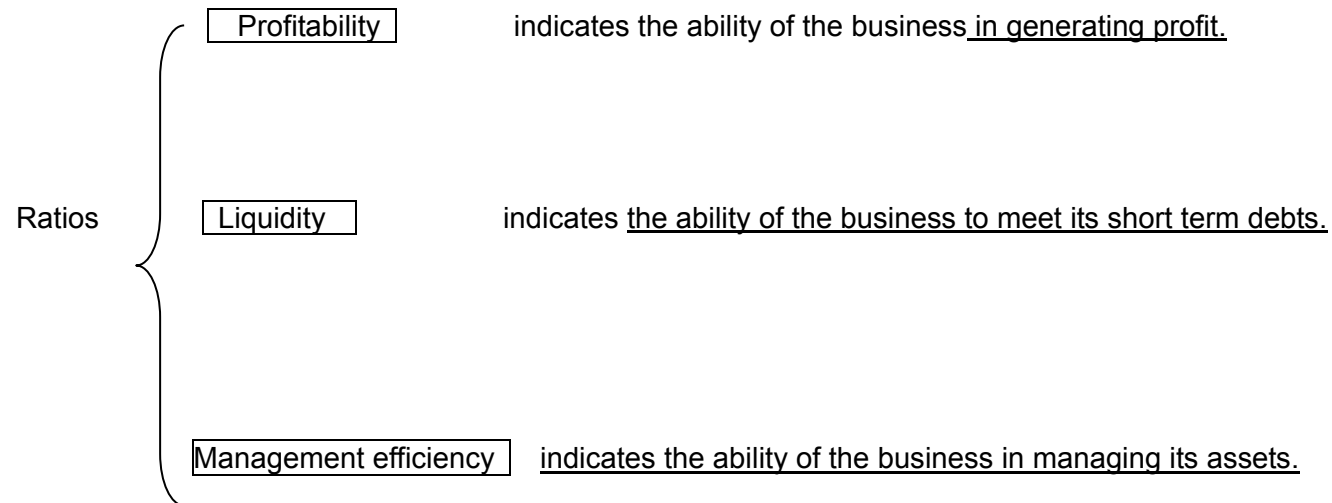 Profitability indicates the ability of the business in generating profit.
Ratios Liquidity indicates the ability of the business to meet its short term debts.
Management efficiency indicates the ability of the business in managing its assets.